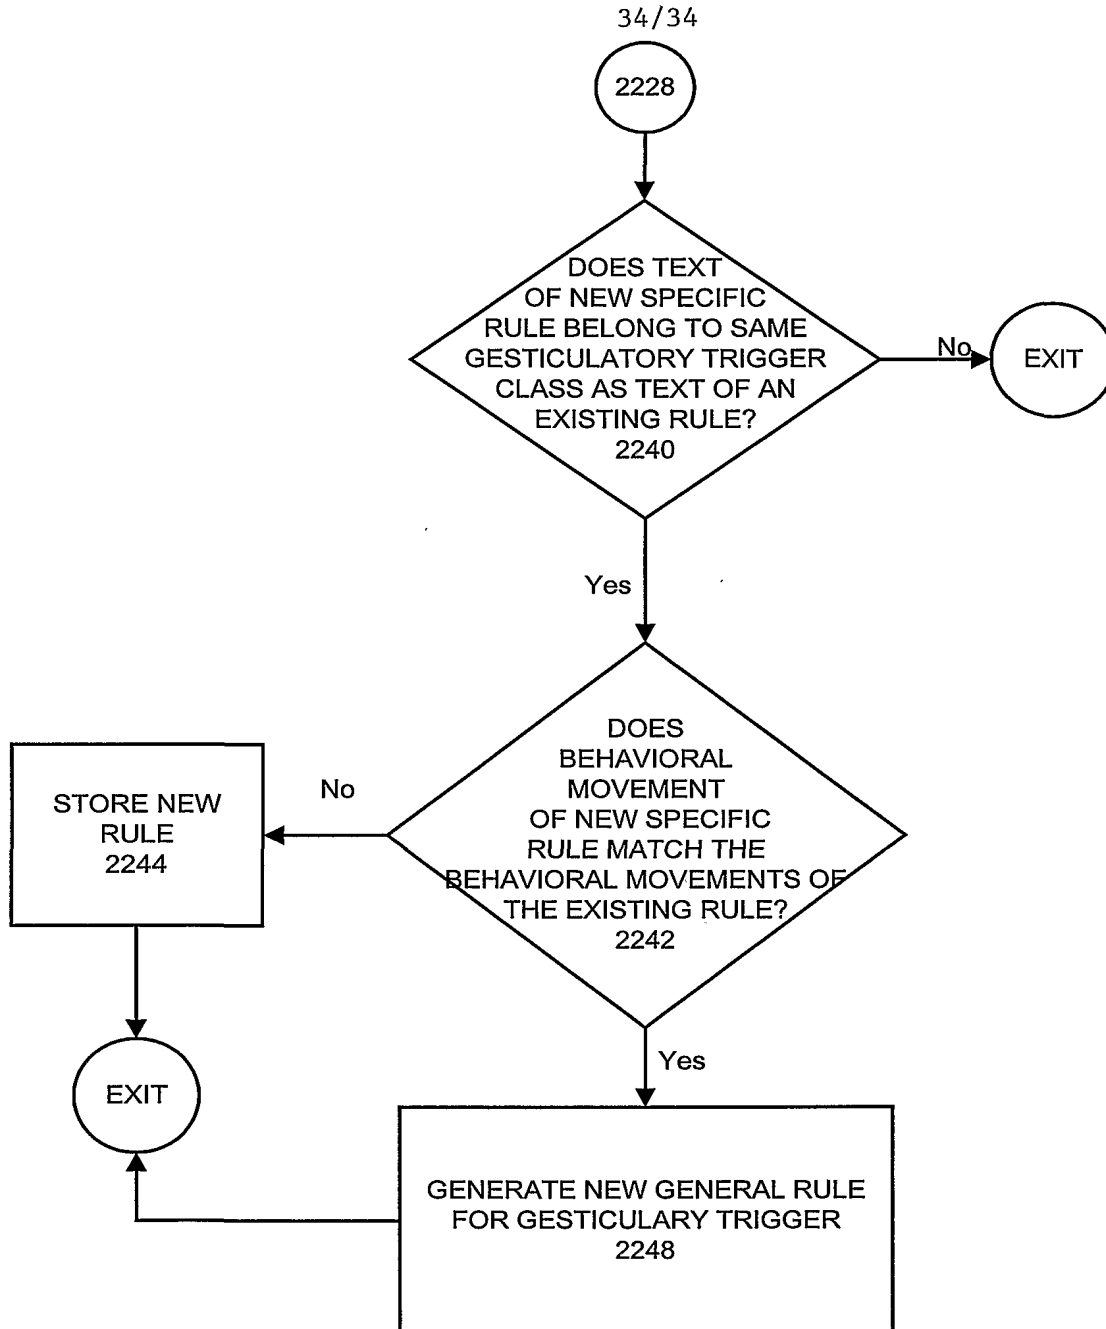 34/34
2228
DOES TEXT
OF NEW SPECIFIC
RULE BELONG TO SAME
GESTICULATORY TRIGGER
CLASS AS TEXT OF AN
EXISTING RULE?
2240
No
EXIT
Yes
DOES
BEHAVIORAL
MOVEMENT
OF NEW SPECIFIC
RULE MATCH THE
BEHAVIORAL MOVEMENTS OF
THE EXISTING RULE?
2242
No
STORE NEW
RULE
2244
EXIT
Yes
GENERATE NEW GENERAL RULE
FOR GESTICULARY TRIGGER
2248